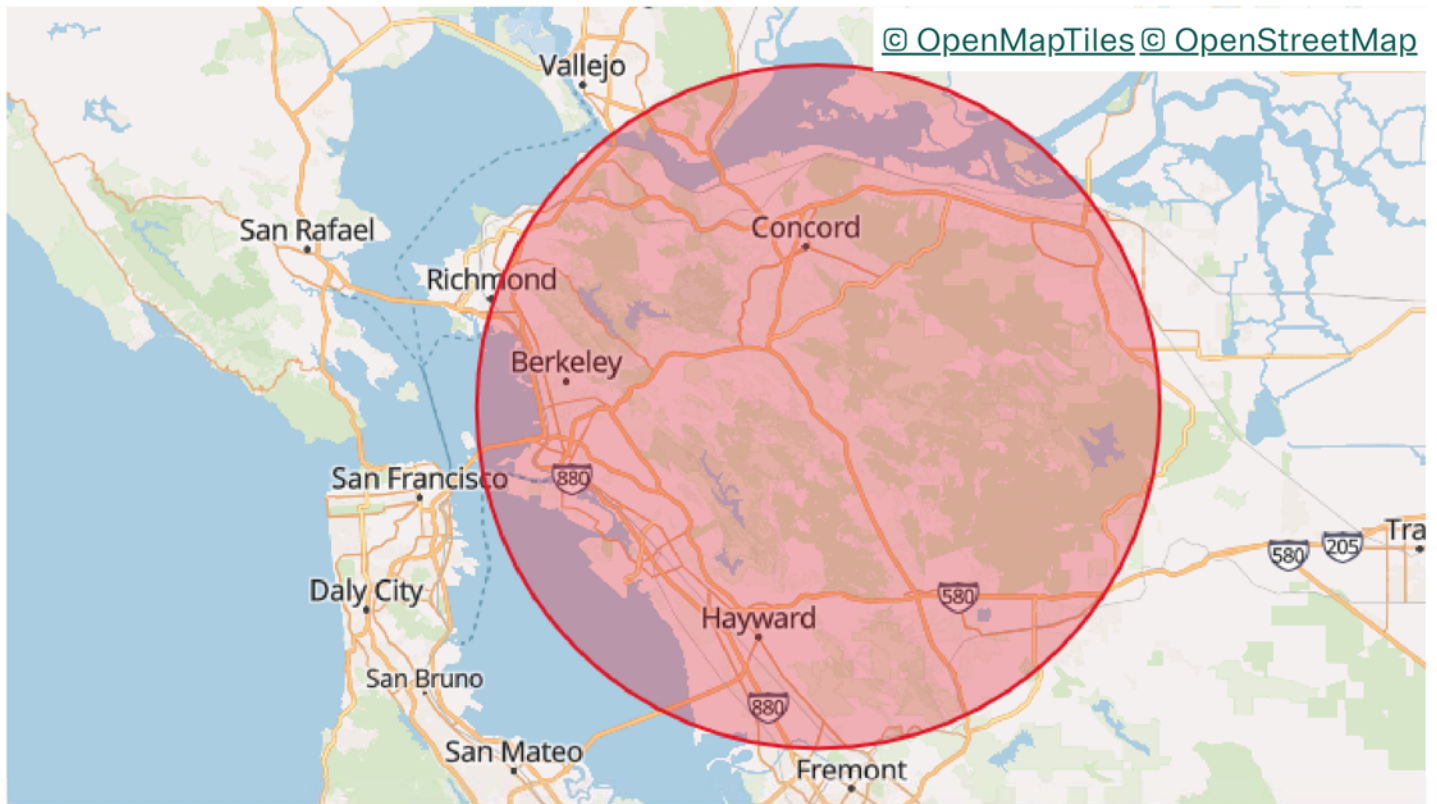 © OpenMapTiles © OpenStreetMap
Vallejo
San Rafael
Concord
Richmond
Berkeley
San Francisco
880
Tra
580
205
Daly City
580
Hayward
San Bruno
880
San Mateo
Fremont